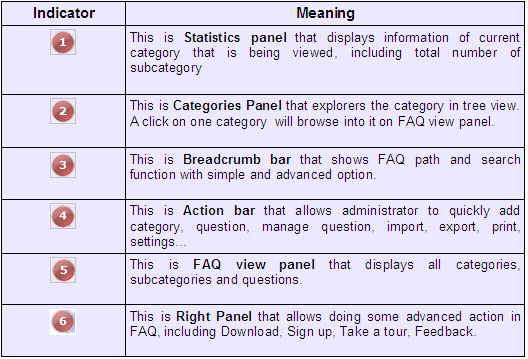 Indicator Meaning
1 This is Statistics panel that displays information of current
category that is being viewed, including total number of
subcategory
2 This is Categories Panel that explorers the category in tree view.
A click on one category will browse into it on FAQ view panel.
3 This is Breadcrumb bar that shows FAQ path and search
function with simple and advanced option.
4 This is Action bar that allows administrator to quickly add
category, question, manage question, import, export, print,
settings...
5 This is FAQ view panel that displays all categories,
subcategories and questions.
6 This is Right Panel that allows doing some advanced action in
FAQ, including Download, Sign up, Take a tour, Feedback.